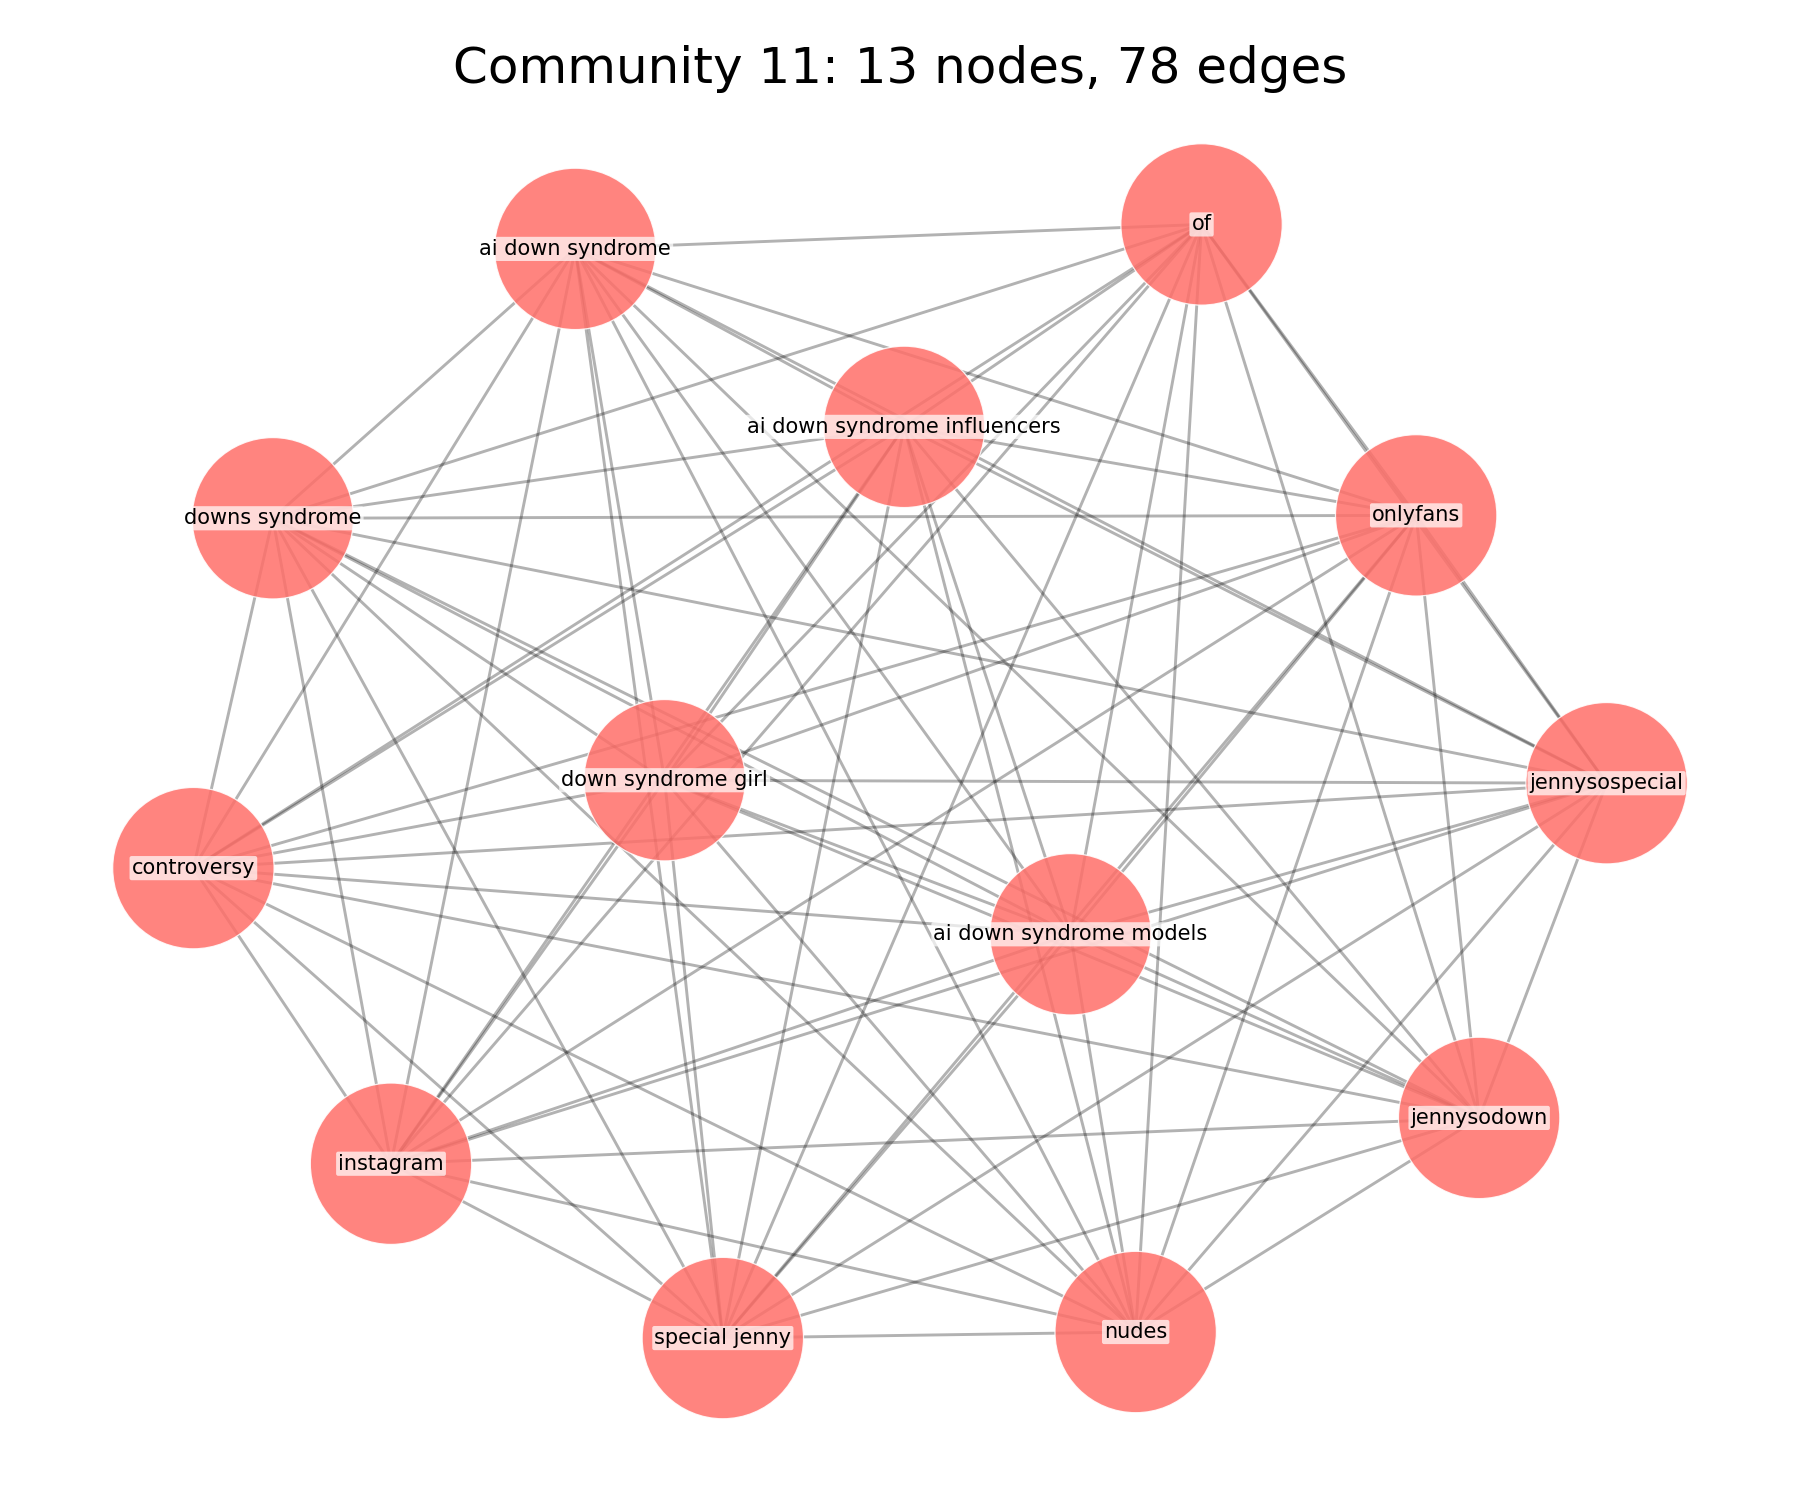 Community 11: 13 nodes, 78 edges
of
ai down syndrome
ai down syndrome influencers
onlyfans
downs syndrome
down syndrome girl
jennysospecial
controversy
ai down syndrome models
jennysodown
instagram
special jenny
nudes